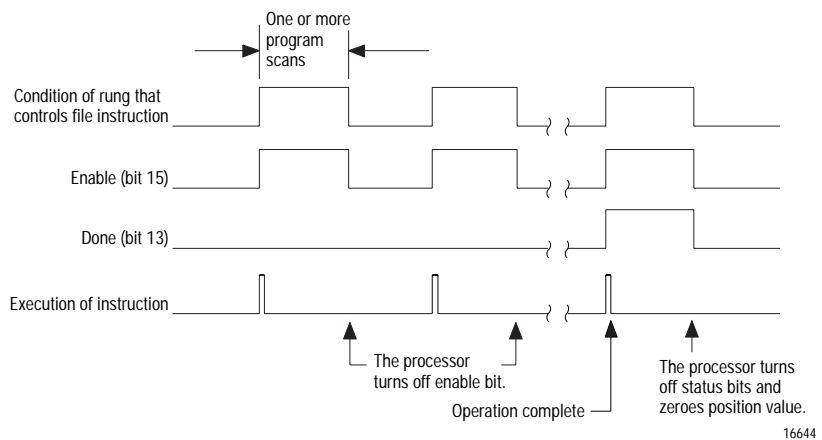 One or more
program
scans
Condition of rung that
controls file instruction
Enable (bit 15)
Done (bit 13)
Execution of instruction
The processor
turns off enable bit.
Operation complete
The processor turns
off status bits and
zeroes position value.
16644